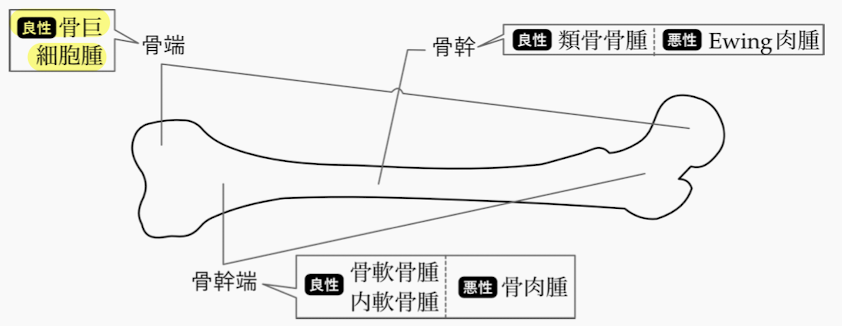 良性 骨巨
細胞腫
骨端
骨幹
良性 類骨骨腫 悪性 Ewing肉腫
骨幹端
良性 骨軟骨腫
内軟骨腫
悪性 骨肉腫